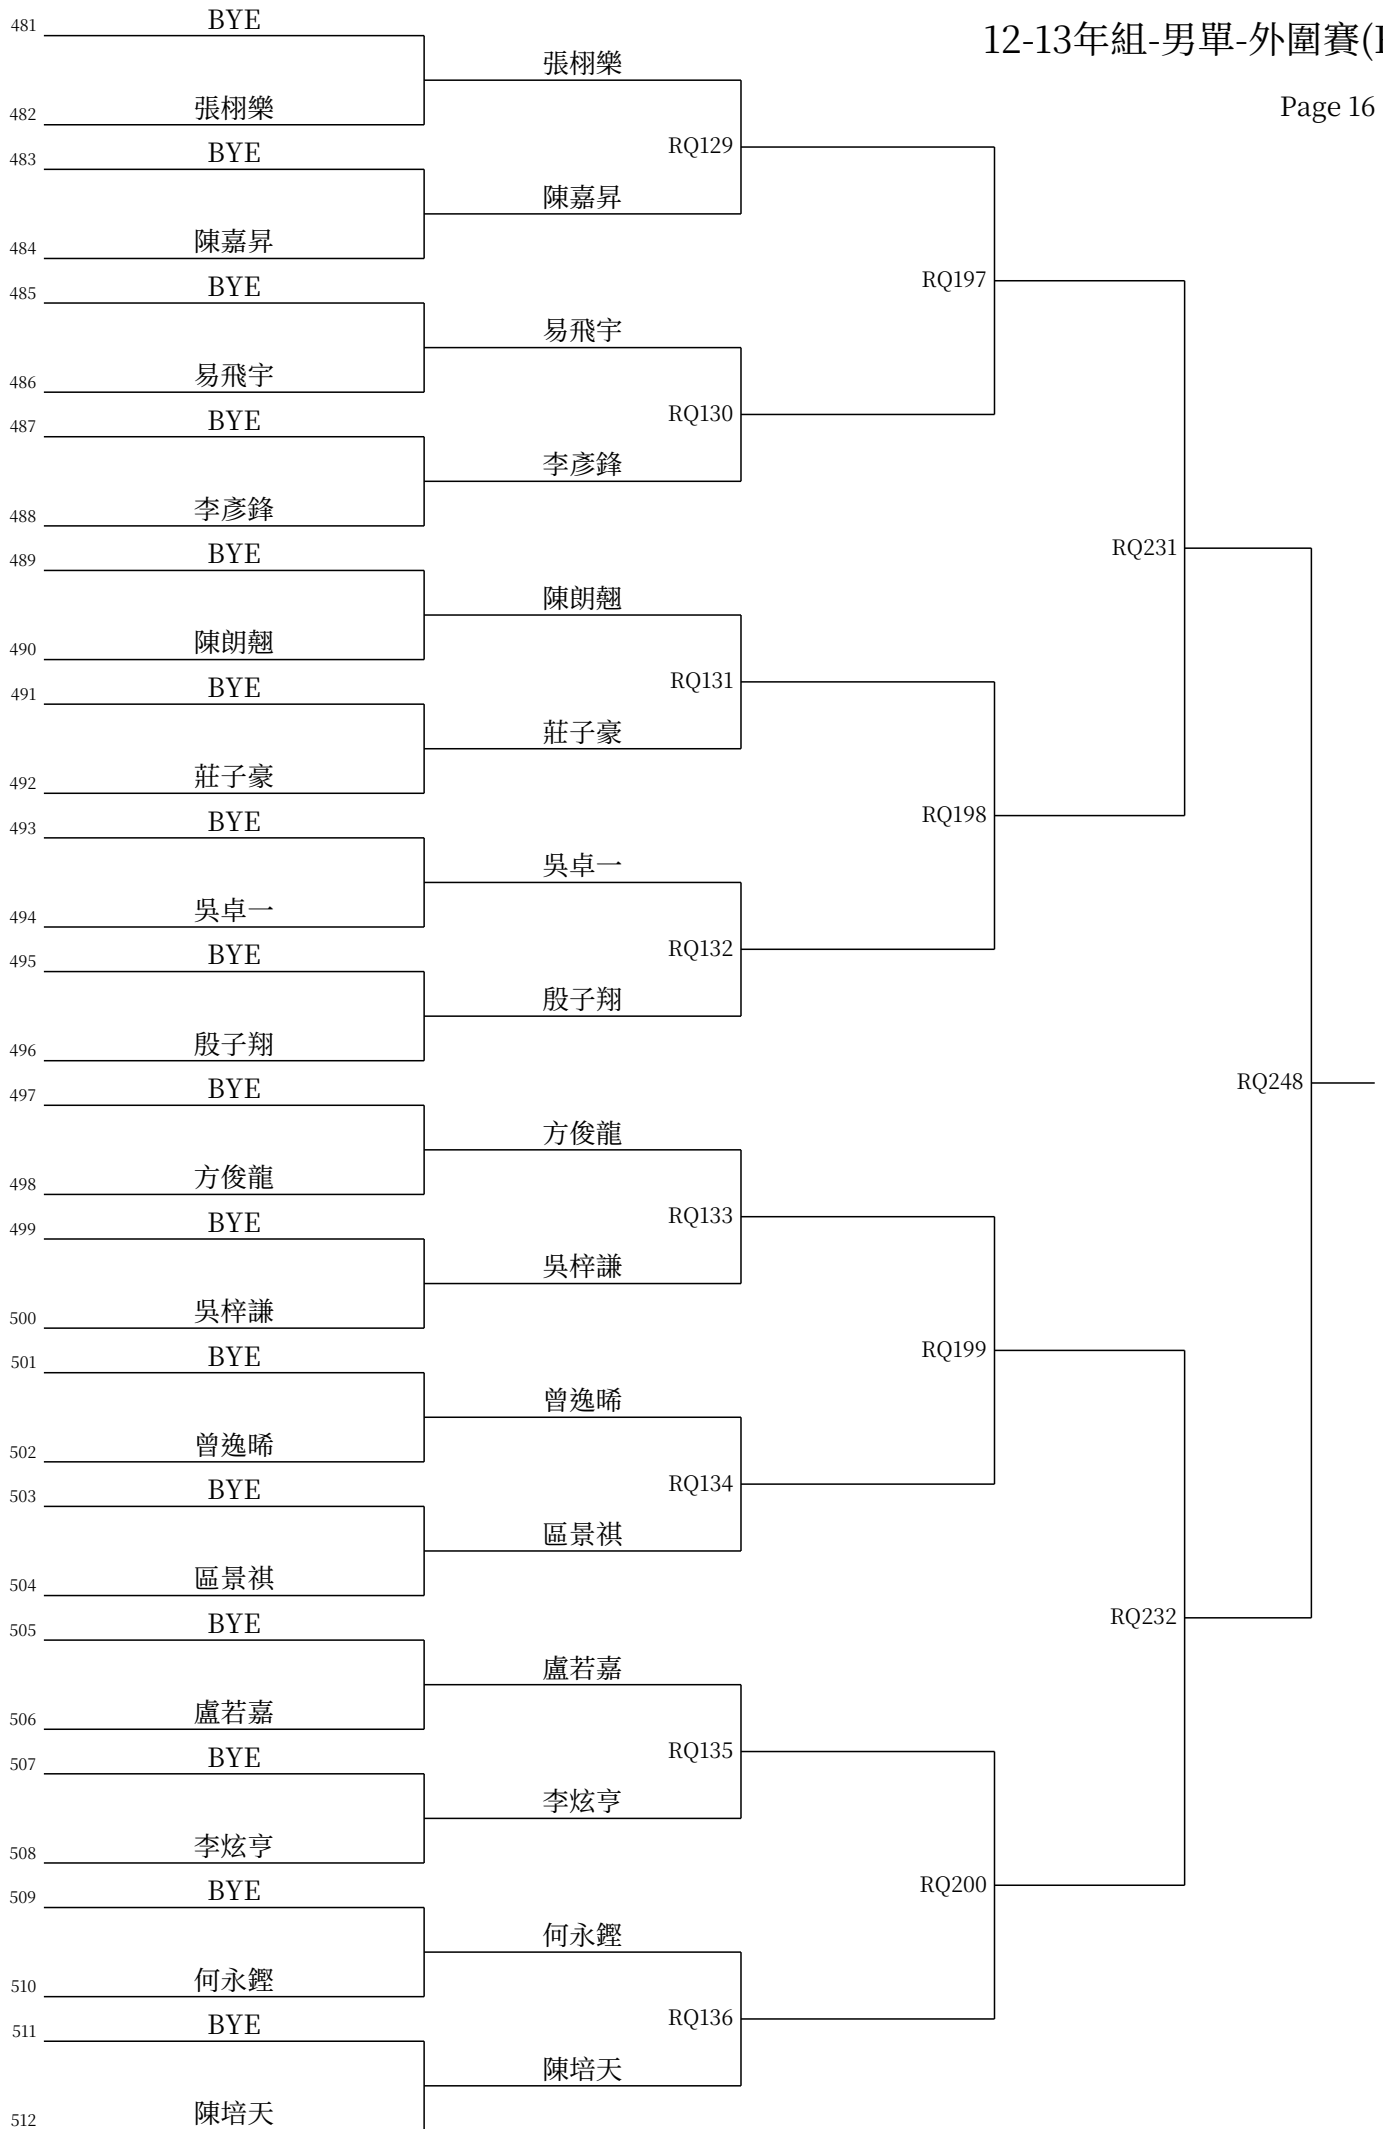 12-13年組-男單-外圍賽(
Page 16
481 BYE
張栩樂
482 張栩樂
RQ129
483 BYE
陳嘉昇
484 陳嘉昇
RQ197
485 BYE
易飛宇
486 易飛宇
RQ130
487 BYE
李彥鋒
488 李彥鋒
RQ231
489 BYE
陳朗翹
490 陳朗翹
RQ131
491 BYE
莊子豪
492 莊子豪
RQ198
493 BYE
吳卓一
494 吳卓一
RQ132
495 BYE
殷子翔
496 殷子翔
RQ248
497 BYE
方俊龍
498 方俊龍
RQ133
499 BYE
吳梓謙
500 吳梓謙
RQ199
501 BYE
曾逸晞
502 曾逸晞
RQ134
503 BYE
區景祺
504 區景祺
RQ232
505 BYE
盧若嘉
506 盧若嘉
RQ135
507 BYE
李炫亨
508 李炫亨
RQ200
509 BYE
何永鏗
510 何永鏗
RQ136
511 BYE
陳培天
512 陳培天